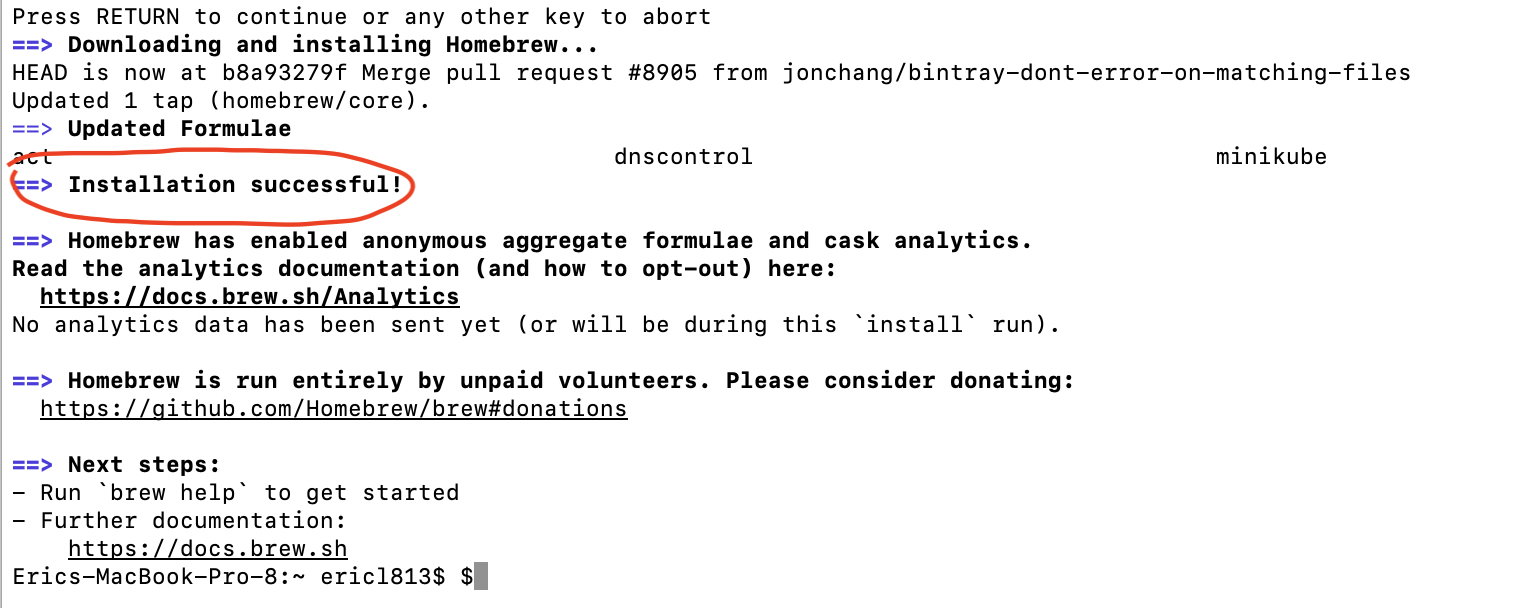 Press RETURN to continue or any other key to abort
==> Downloading and installing Homebrew...
HEAD is now at b8a93279f Merge pull request #8905 from jonchang/bintray-dont-error-on-matching-files
Updated 1 tap (homebrew/core).
==> Updated Formulae
act dnscontrol minikube
==> Installation successful!
==> Homebrew has enabled anonymous aggregate formulae and cask analytics.
Read the analytics documentation (and how to opt-out) here:
https://docs.brew.sh/Analytics
No analytics data has been sent yet (or will be during this `install` run).
==> Homebrew is run entirely by unpaid volunteers. Please consider donating:
https://github.com/Homebrew/brew#donations
==> Next steps:
- Run `brew help` to get started
- Further documentation:
https://docs.brew.sh
Erics-MacBook-Pro-8:~ ericl813$ $